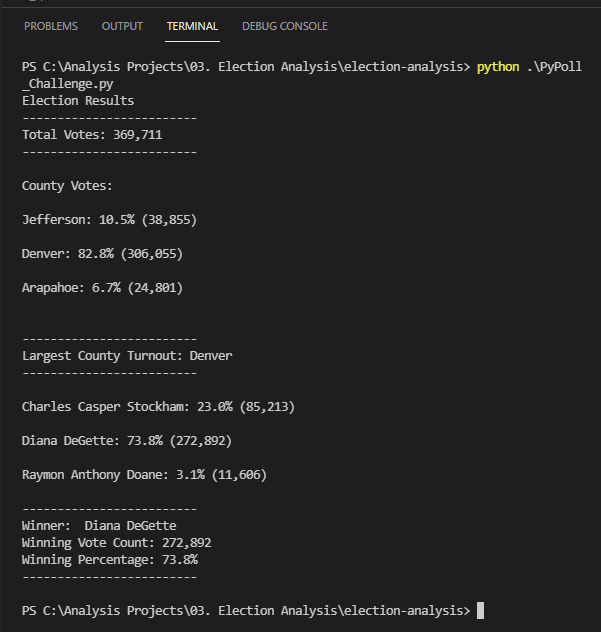 PROBLEMS OUTPUT TERMINAL DEBUG CONSOLE
PS C:\Analysis Projects\03. Election Analysis\election-analysis> python .\PyPoll
_Challenge.py
Election Results
-------------------------
Total Votes: 369,711
-------------------------
County Votes:
Jefferson: 10.5% (38,855)
Denver: 82.8% (306,055)
Arapahoe: 6.7% (24,801)
-------------------------
Largest County Turnout: Denver
-------------------------
Charles Casper Stockham: 23.0% (85,213)
Diana DeGette: 73.8% (272,892)
Raymon Anthony Doane: 3.1% (11,606)
-------------------------
Winner:  Diana DeGette
Winning Vote Count: 272,892
Winning Percentage: 73.8%
-------------------------
PS C:\Analysis Projects\03. Election Analysis\election-analysis>